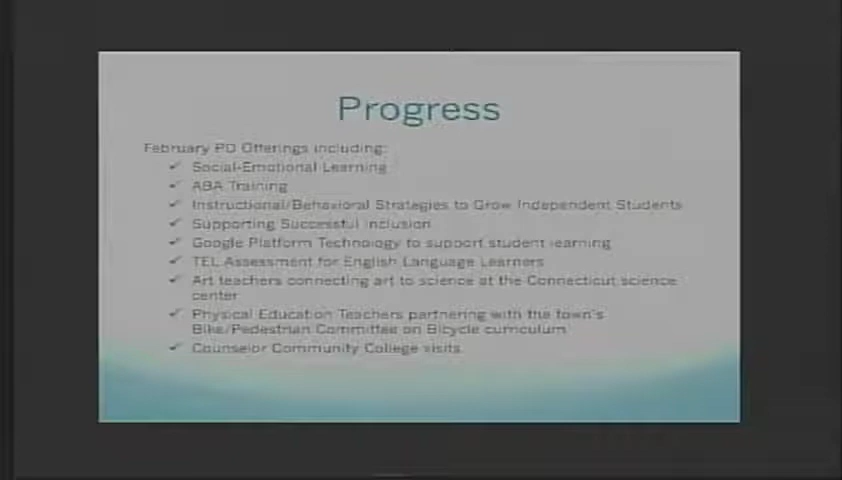 Progress
February PD Offerings including:
✓ Social-Emotional Learning
✓ ABA Training
✓ Instructional/Behavioral Strategies to Grow Independent Students
✓ Supporting Successful inclusion
✓ Google Platform Technology to support student learning
✓ TEL Assessment for English Language Learners
✓ Art teachers connecting art to science at the Connecticut science
center
✓ Physical Education Teachers partnering with the town's
Bike/Pedestrian Committee on Bicycle curriculum
✓ Counselor Community College visits